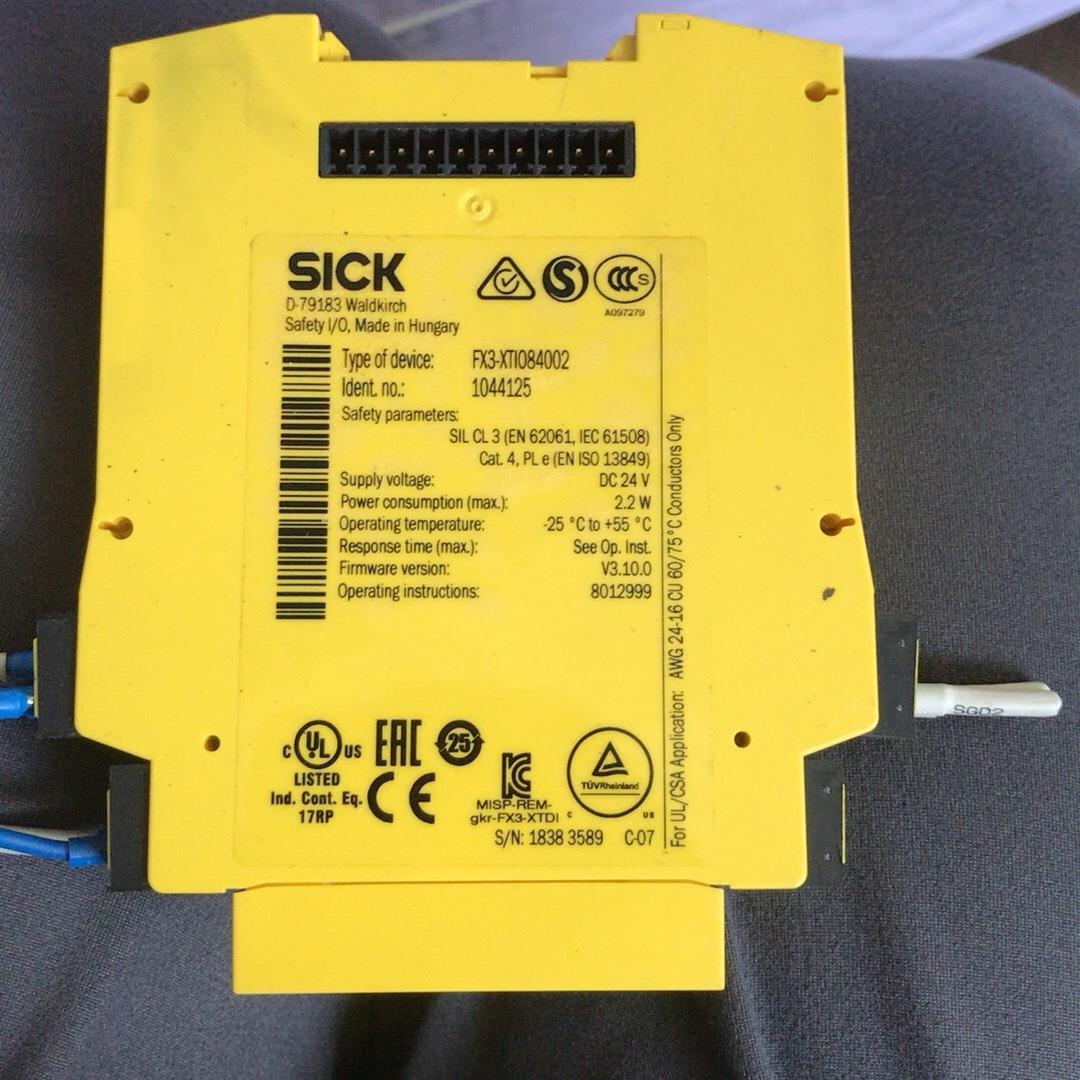 SICK
D-79183 Waldkirch
Safety I/O, Made in Hungary
S
A097279
Type of device: FX3-XTIO84002
Ident. no.: 1044125
Safety parameters:
SIL CL 3 (EN 62061, IEC 61508)
Cat. 4, PL e (EN ISO 13849)
Supply voltage: DC 24 V
Power consumption (max.): 2.2 W
Operating temperature: -25 °C to +55 °C
Response time (max.): See Op. Inst.
Firmware version: V3.10.0
Operating instructions: 8012999
For UL/CSA Application: AWG 24-16 CU 60/75°C Conductors Only
C UL US
LISTED
Ind. Cont. Eq.
17RP
EAC
25
CE
MISP-REM-
gkr-FX3-XTDI
TÜVRheinland
C US
S/N: 1838 3589 C-07
SGD2